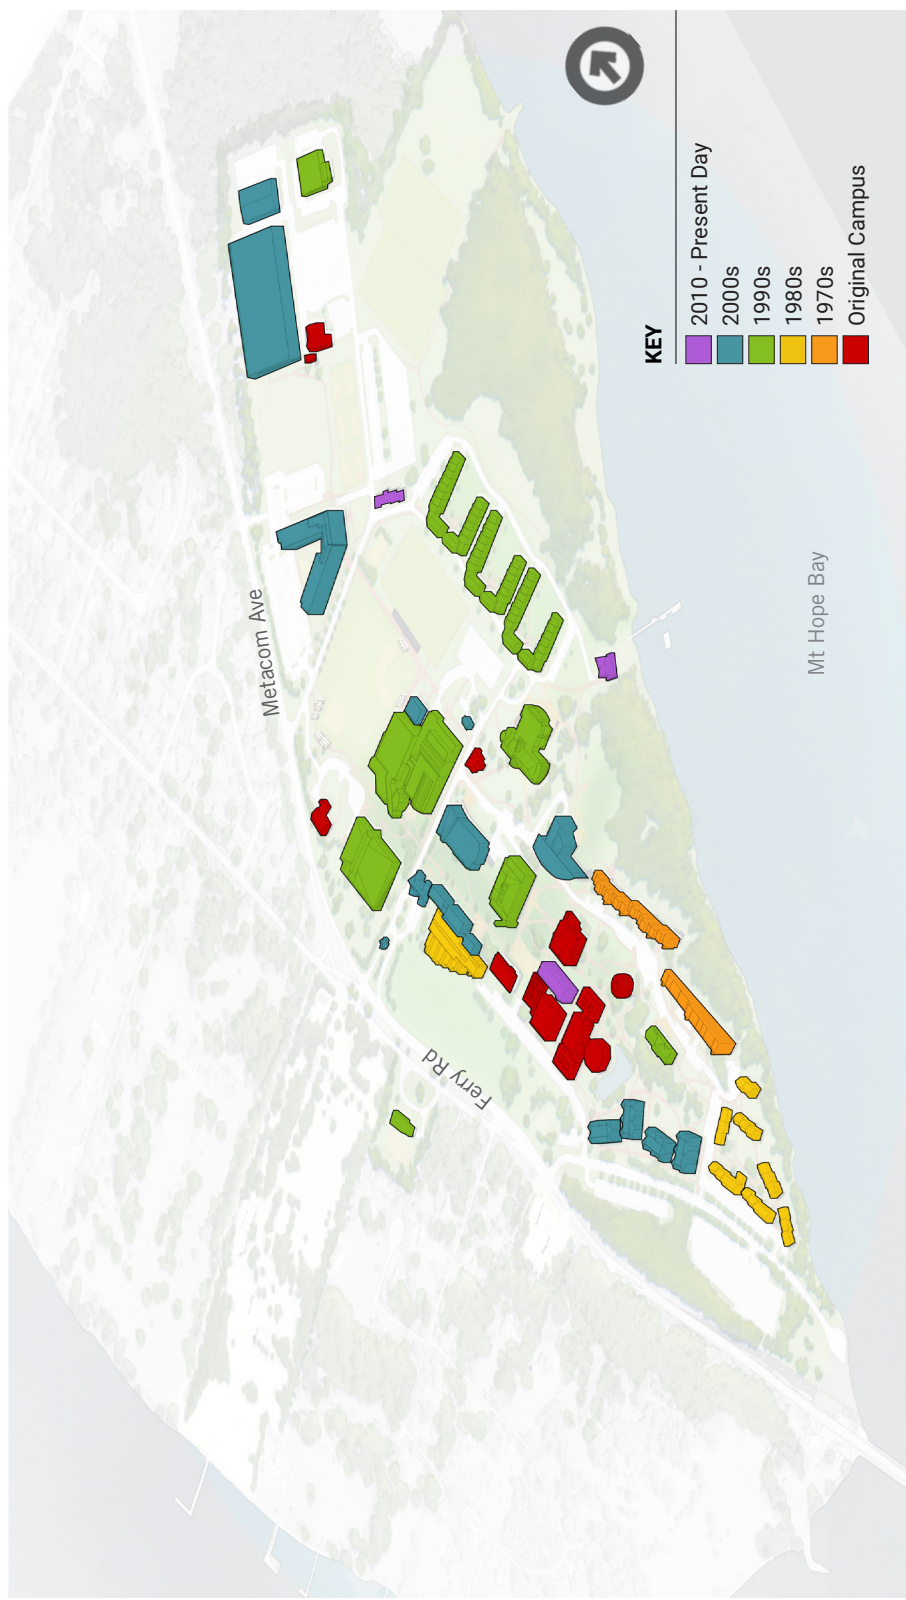 KEY
2010 - Present Day
2000s
1990s
1980s
1970s
Original Campus
Metacom Ave
Ferry Rd
Mt Hope Bay